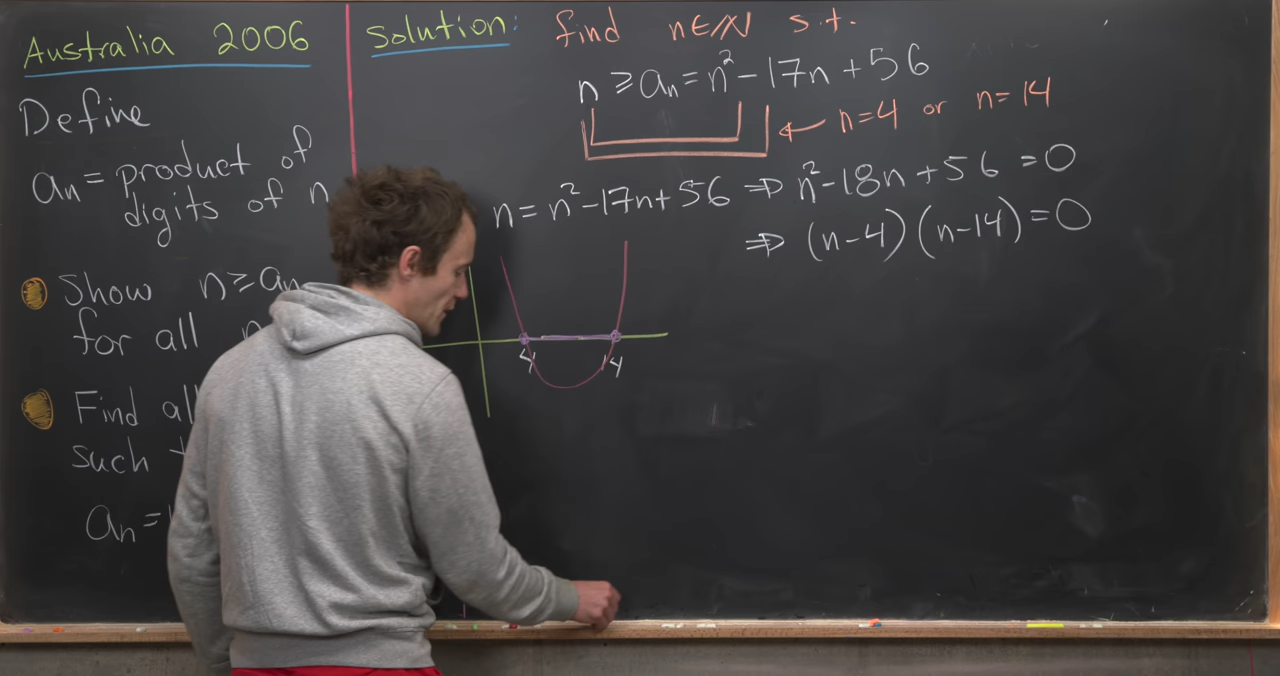 Australia 2006
Define
aₙ = product of
digits of n
Show n ≥ aₙ
for all
Find all
such
aₙ =
Solution: find n∈ℕ s.t.
n ≥ aₙ = n² - 17n + 56
n=4 or n=14
n = n² - 17n + 56 ⇒ n² - 18n + 56 = 0
⇒ (n-4)(n-14) = 0
4 14